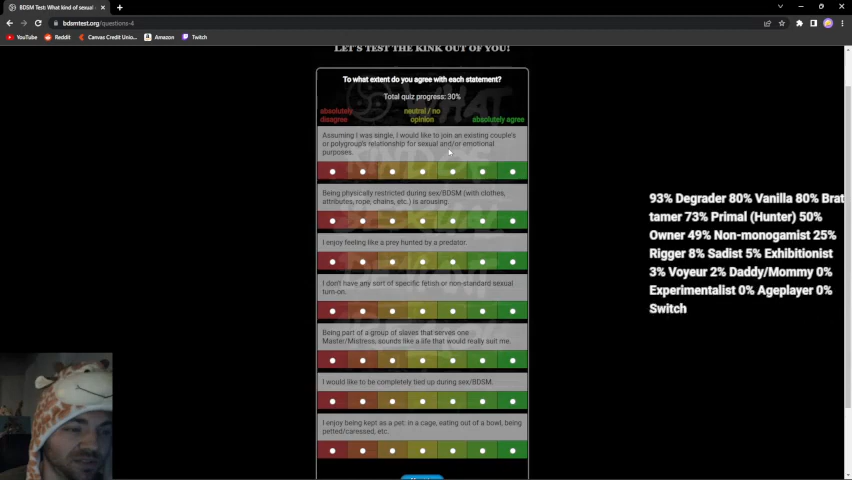 BDSM Test: What kind of sexual
bdsmtest.org/questions-4
YouTube Reddit Canvas Credit Unio... Amazon Twitch
LET'S TEST THE KINK OUT OF YOU!
To what extent do you agree with each statement?
Total quiz progress: 30%
absolutely disagree
neutral / no opinion
absolutely agree
Assuming I was single, I would like to join an existing couple's
or polygroup's relationship for sexual and/or emotional
purposes.
Being physically restricted during sex/BDSM (with clothes,
attributes, rope, chains, etc.) is arousing.
I enjoy feeling like a prey hunted by a predator.
I don't have any sort of specific fetish or non-standard sexual
turn-on.
Being part of a group of slaves that serves one
Master/Mistress, sounds like a life that would really suit me.
I would like to be completely tied up during sex/BDSM.
I enjoy being kept as a pet: in a cage, eating out of a bowl, being
petted/caressed, etc.
93% Degrader 80% Vanilla 80% Brat
tamer 73% Primal (Hunter) 50%
Owner 49% Non-monogamist 25%
Rigger 8% Sadist 5% Exhibitionist
3% Voyeur 2% Daddy/Mommy 0%
Experimentalist 0% Ageplayer 0%
Switch